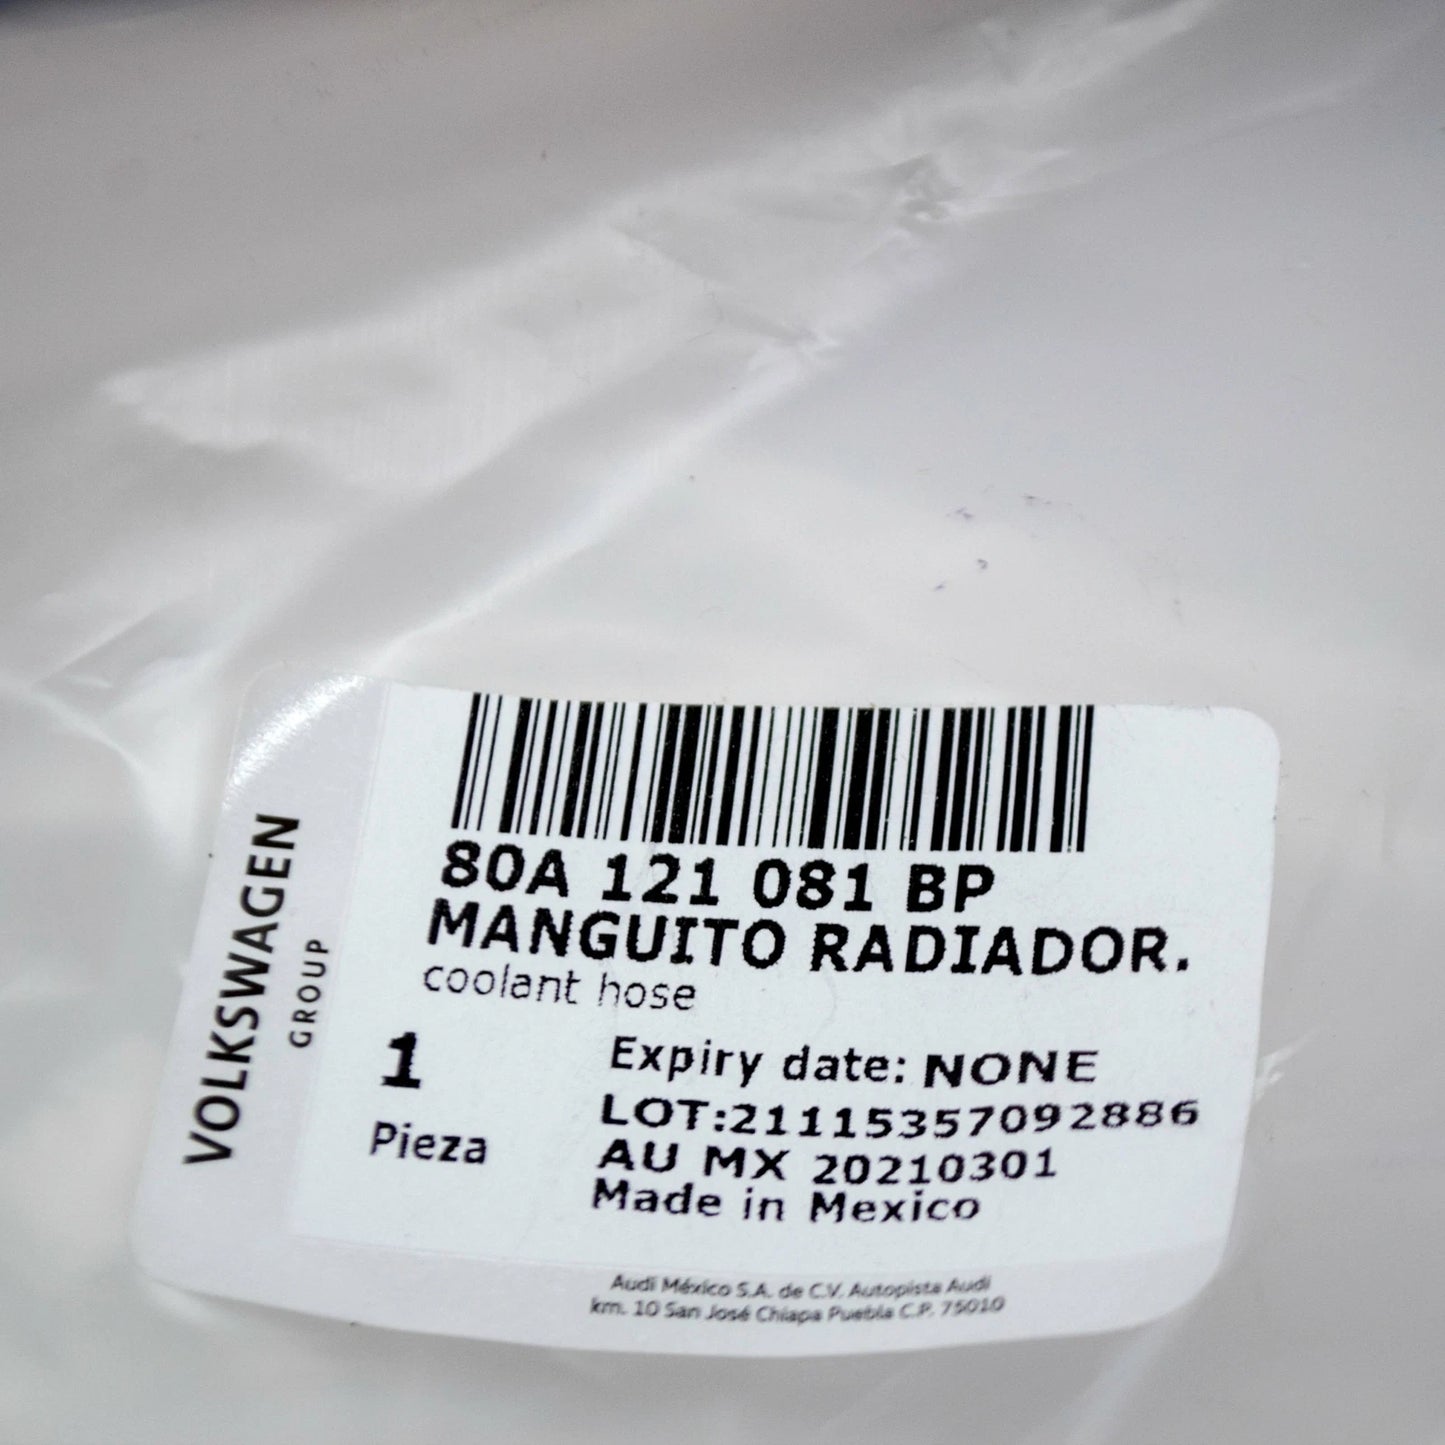 VOLKSWAGEN
GROUP
80A 121 081 BP
MANGUITO RADIADOR.
coolant hose
1
Pieza
Expiry date: NONE
LOT:21115357092886
AU MX 20210301
Made in Mexico
Audi México S.A. de C.V. Autopista Audi
km. 10 San José Chiapa Puebla C.P. 75010